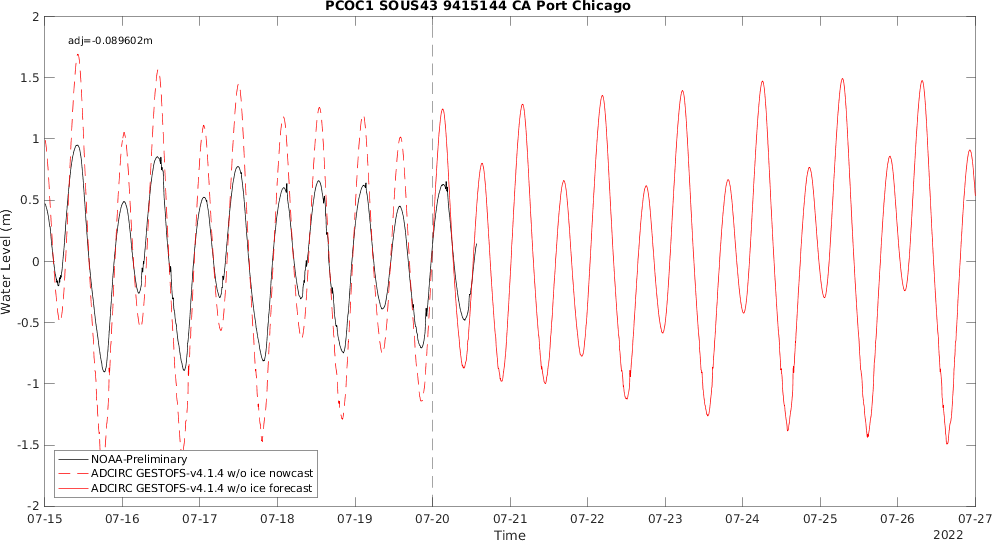 PCOC1 SOUS43 9415144 CA Port Chicago
adj=-0.089602m
2
1.5
1
0.5
0
-0.5
-1
-1.5
-2
Water Level (m)
NOAA-Preliminary
ADCIRC GESTOFS-v4.1.4 w/o ice nowcast
ADCIRC GESTOFS-v4.1.4 w/o ice forecast
07-15 07-16 07-17 07-18 07-19 07-20 07-21 07-22 07-23 07-24 07-25 07-26 07-27
Time
2022